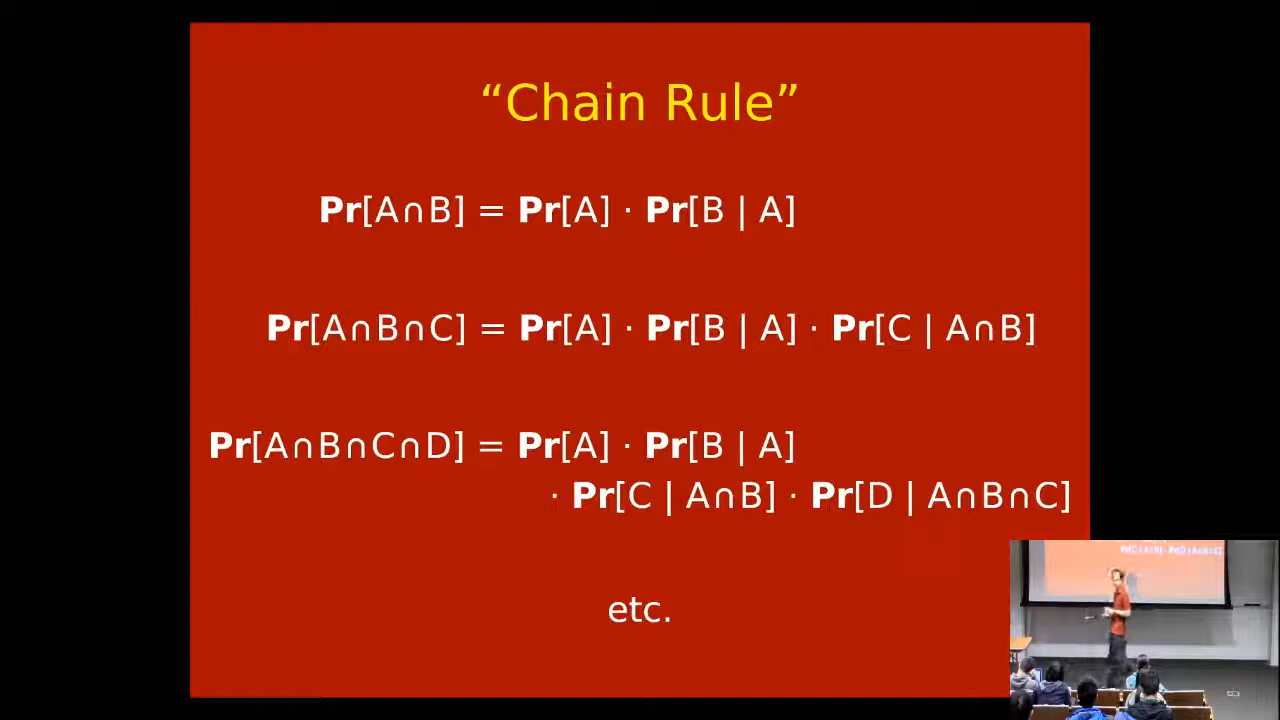 “Chain Rule”
Pr[A∩B] = Pr[A] · Pr[B | A]
Pr[A∩B∩C] = Pr[A] · Pr[B | A] · Pr[C | A∩B]
Pr[A∩B∩C∩D] = Pr[A] · Pr[B | A]
· Pr[C | A∩B] · Pr[D | A∩B∩C]
etc.